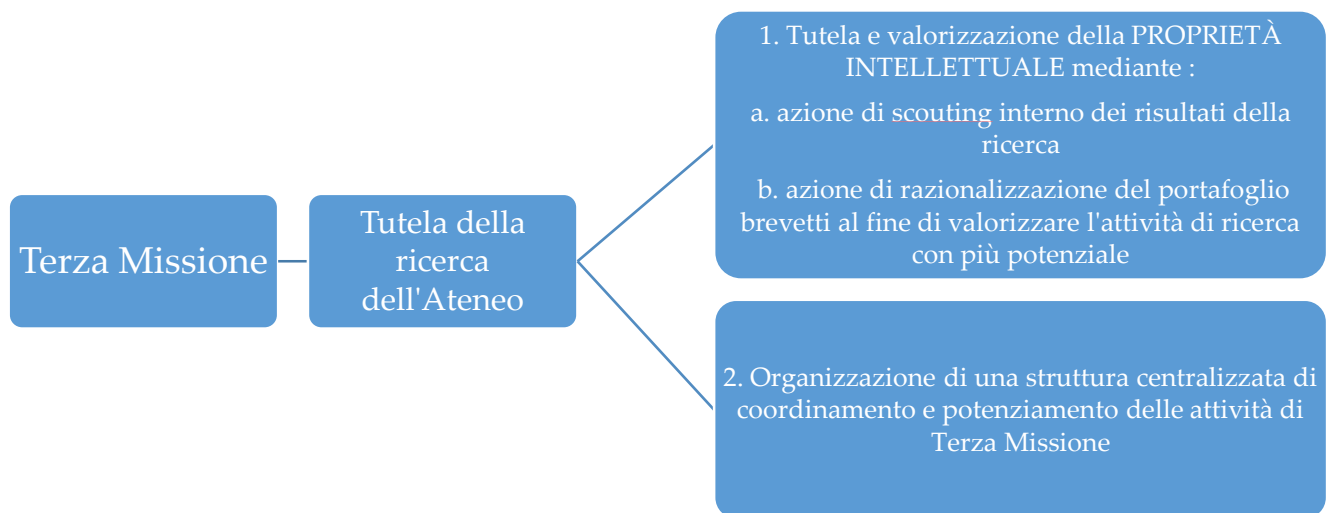 Terza Missione
Tutela della
ricerca
dell'Ateneo
1. Tutela e valorizzazione della PROPRIETÀ
INTELLETTUALE mediante :
a. azione di scouting interno dei risultati della
ricerca
b. azione di razionalizzazione del portafoglio
brevetti al fine di valorizzare l'attività di ricerca
con più potenziale
2. Organizzazione di una struttura centralizzata di
coordinamento e potenziamento delle attività di
Terza Missione